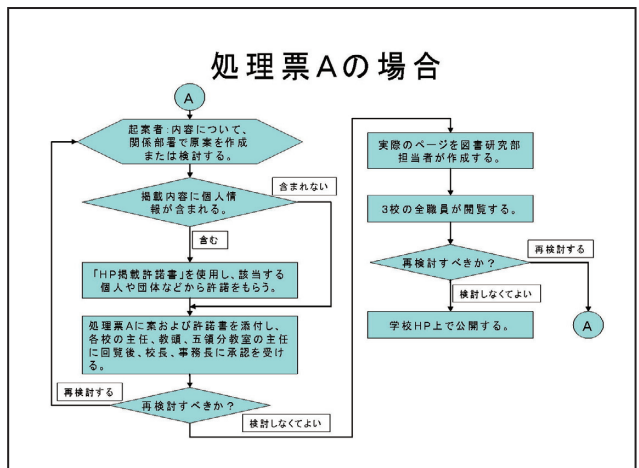 処理票Aの場合
A
起案者：内容について、
関係部署で原案を作成
または検討する。
掲載内容に個人情
報が含まれる。
含まれない
含む
「HP掲載許諾書」を使用し、該当する
個人や団体などから許諾をもらう。
処理票Aに案および許諾書を添付し、
各校の主任、教頭、五領分教室の主任
に回覧後、校長、事務長に承認を受け
る。
再検討する
再検討すべきか？
検討しなくてよい
実際のページを図書研究部
担当者が作成する。
3校の全職員が閲覧する。
再検討する
再検討すべきか？
検討しなくてよい
学校HP上で公開する。
A